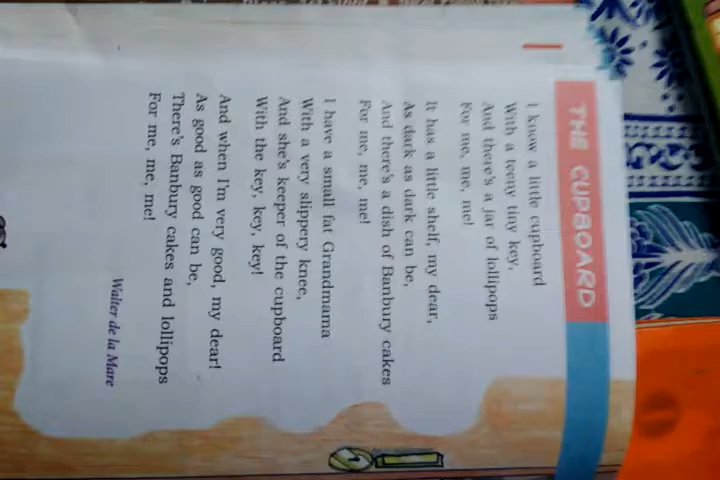 THE CUPBOARD
I know a little cupboard
With a teeny tiny key,
And there's a jar of lollipops
For me, me, me!
It has a little shelf, my dear,
As dark as dark can be,
And there's a dish of Banbury cakes
For me, me, me!
I have a small fat Grandmama
With a very slippery knee,
And she's keeper of the cupboard
With the key, key, key!
And when I'm very good, my dear!
As good as good can be,
There's Banbury cakes and lollipops
For me, me, me!
Walter de la Mare